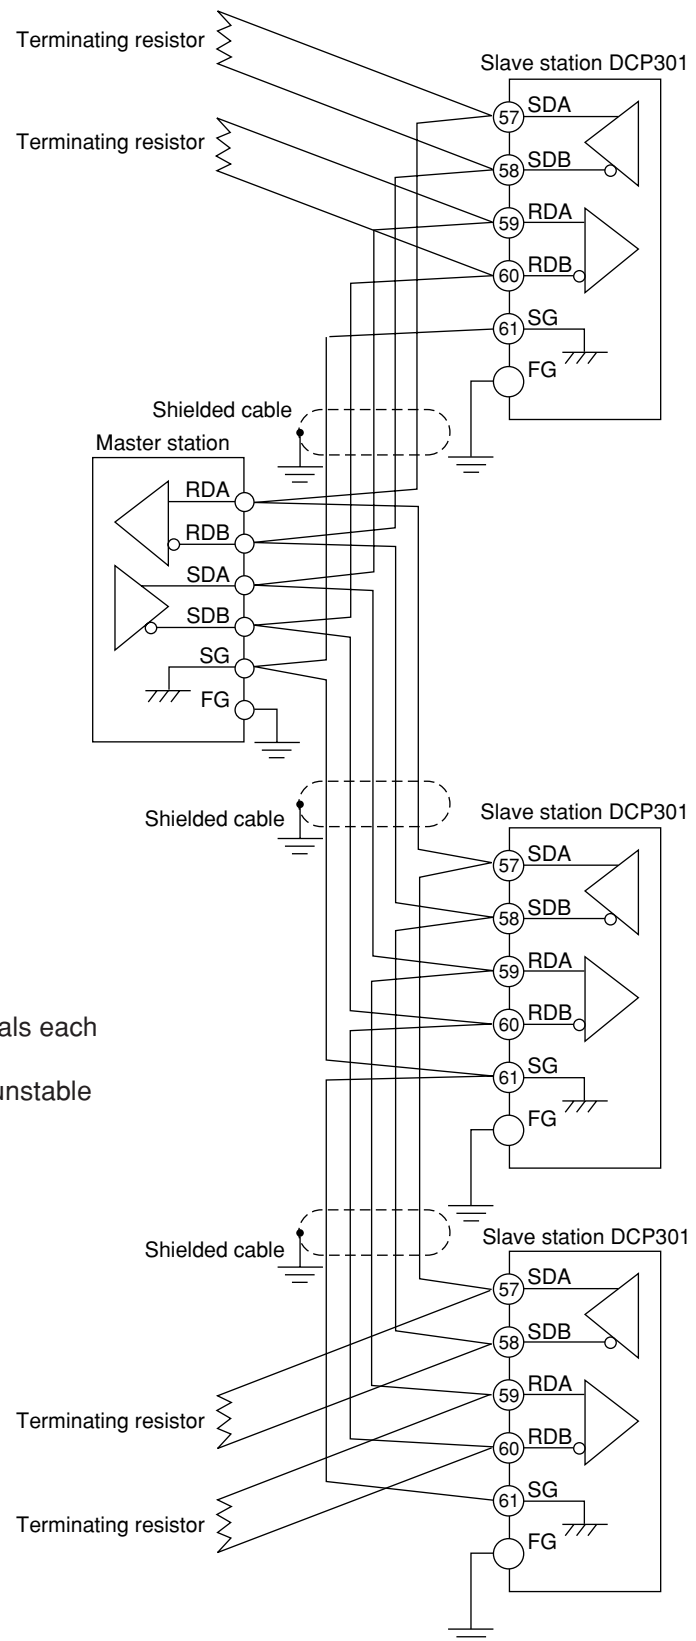 Terminating resistor
Slave station DCP301
57 SDA
Terminating resistor
58 SDB
59 RDA
60 RDB
61 SG
FG
Shielded cable
Master station
RDA
RDB
SDA
SDB
SG
FG
Shielded cable
Slave station DCP301
57 SDA
58 SDB
59 RDA
60 RDB
61 SG
FG
als each
unstable
Shielded cable
Slave station DCP301
57 SDA
58 SDB
59 RDA
60 RDB
61 SG
FG
Terminating resistor
Terminating resistor